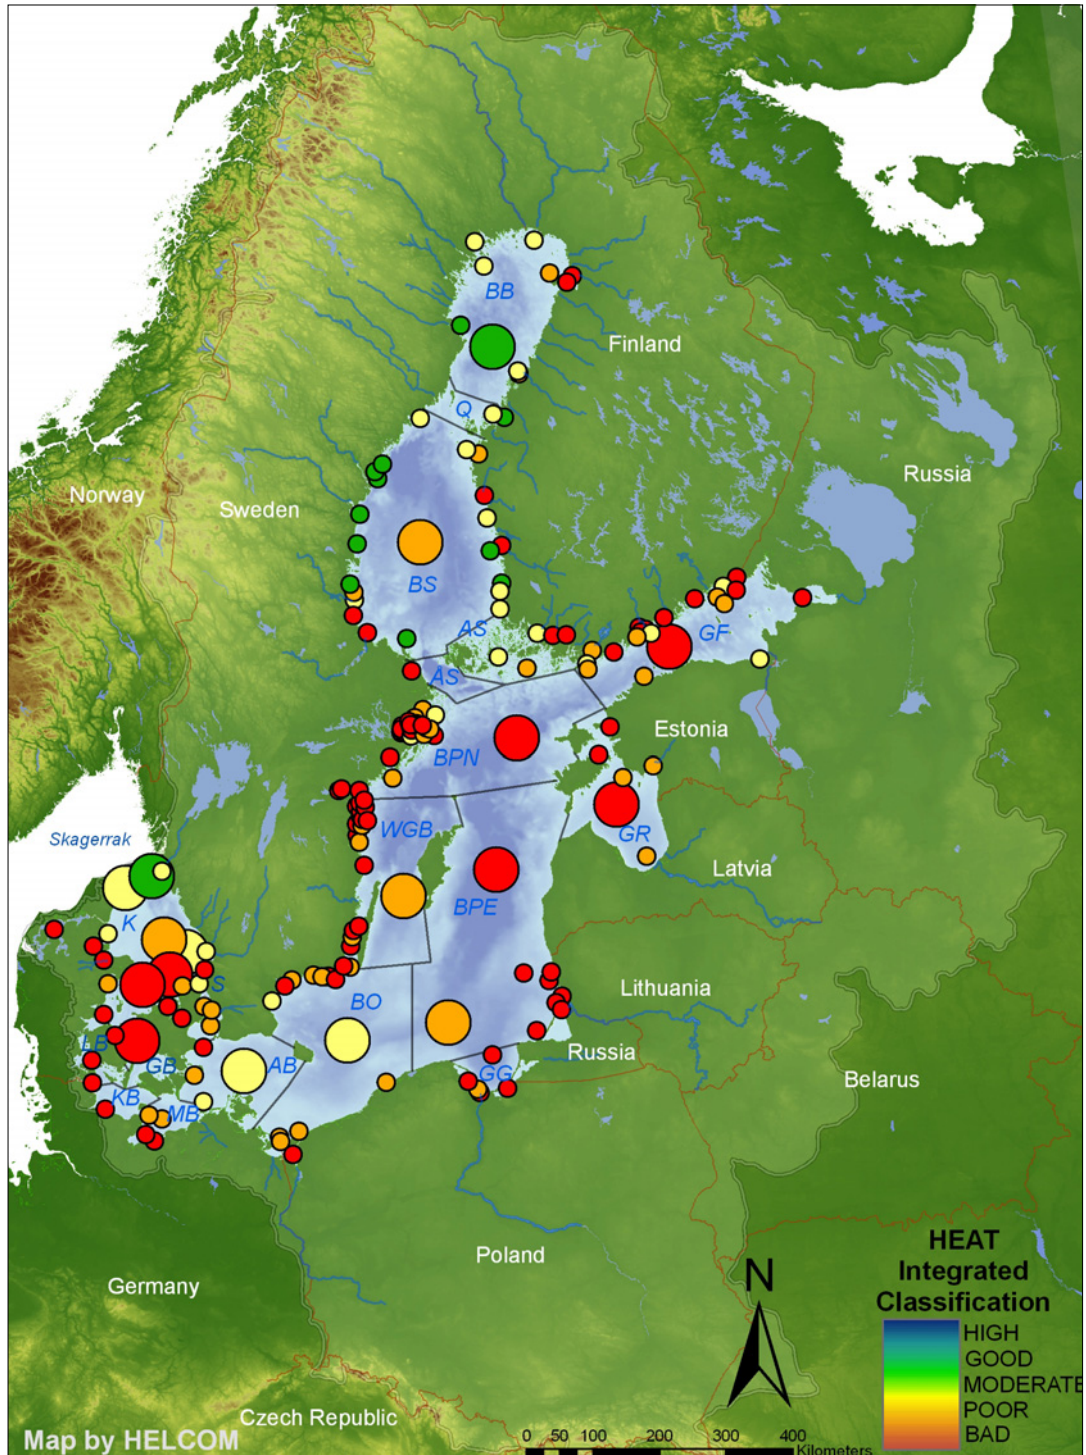 BB
Finland
Q
Russia
Norway
Sweden
BS
AS
GF
AS
Estonia
BPN
WGB
GR
Skagerrak
Latvia
BPE
K
S
Lithuania
BO
Russia
LB
GB
AB
GG
Belarus
KB
MB
Poland
HEAT
Integrated
Classification
N
Germany
HIGH
GOOD
MODERATE
POOR
BAD
Czech Republic
Map by HELCOM
0 50 100 200 300 400
Kilometers